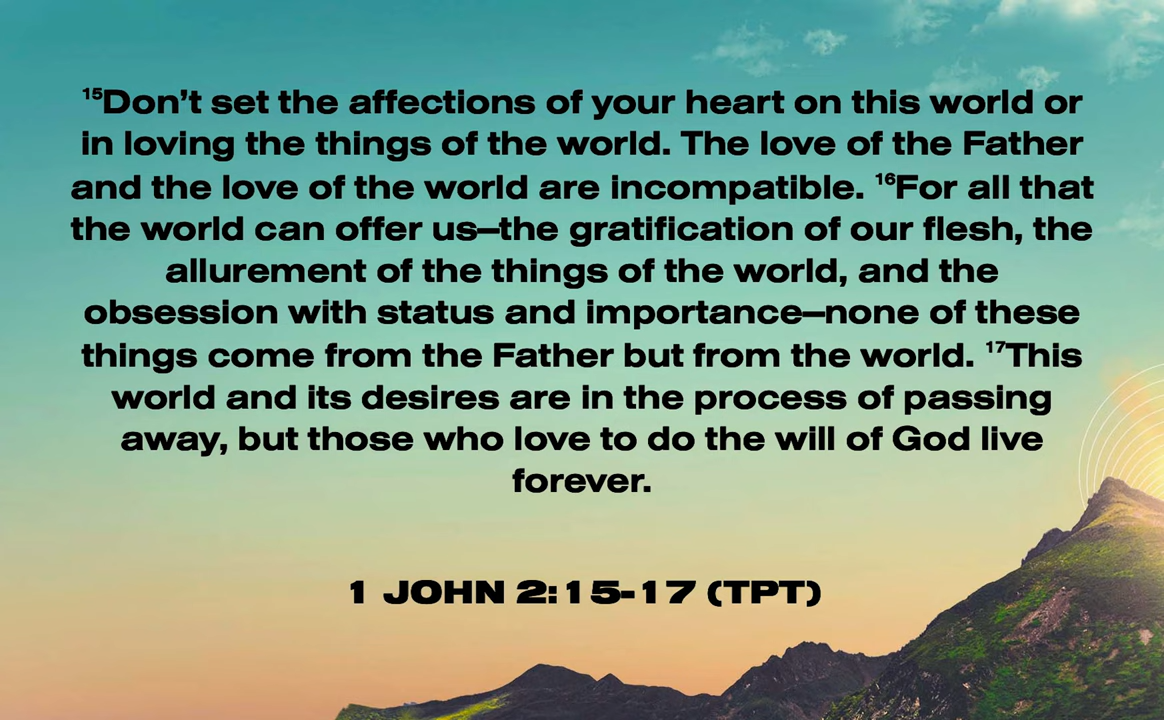 ¹⁵Don’t set the affections of your heart on this world or
in loving the things of the world. The love of the Father
and the love of the world are incompatible. ¹⁶For all that
the world can offer us—the gratification of our flesh, the
allurement of the things of the world, and the
obsession with status and importance—none of these
things come from the Father but from the world. ¹⁷This
world and its desires are in the process of passing
away, but those who love to do the will of God live
forever.
1 JOHN 2:15-17 (TPT)